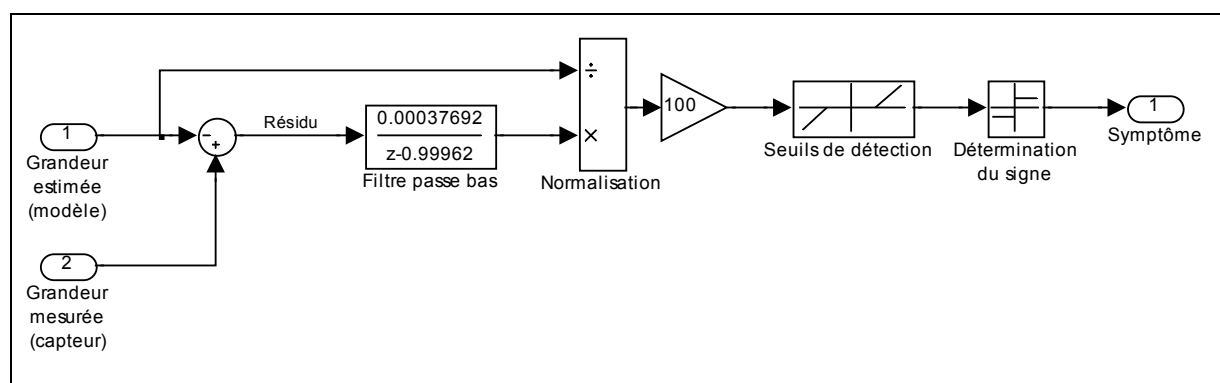 1
Grandeur
estimée
(modèle)
2
Grandeur
mesurée
(capteur)
-
+
Résidu
0.00037692
z-0.99962
Filtre passe bas
÷
×
Normalisation
100
Seuils de détection
Détermination
du signe
1
Symptôme